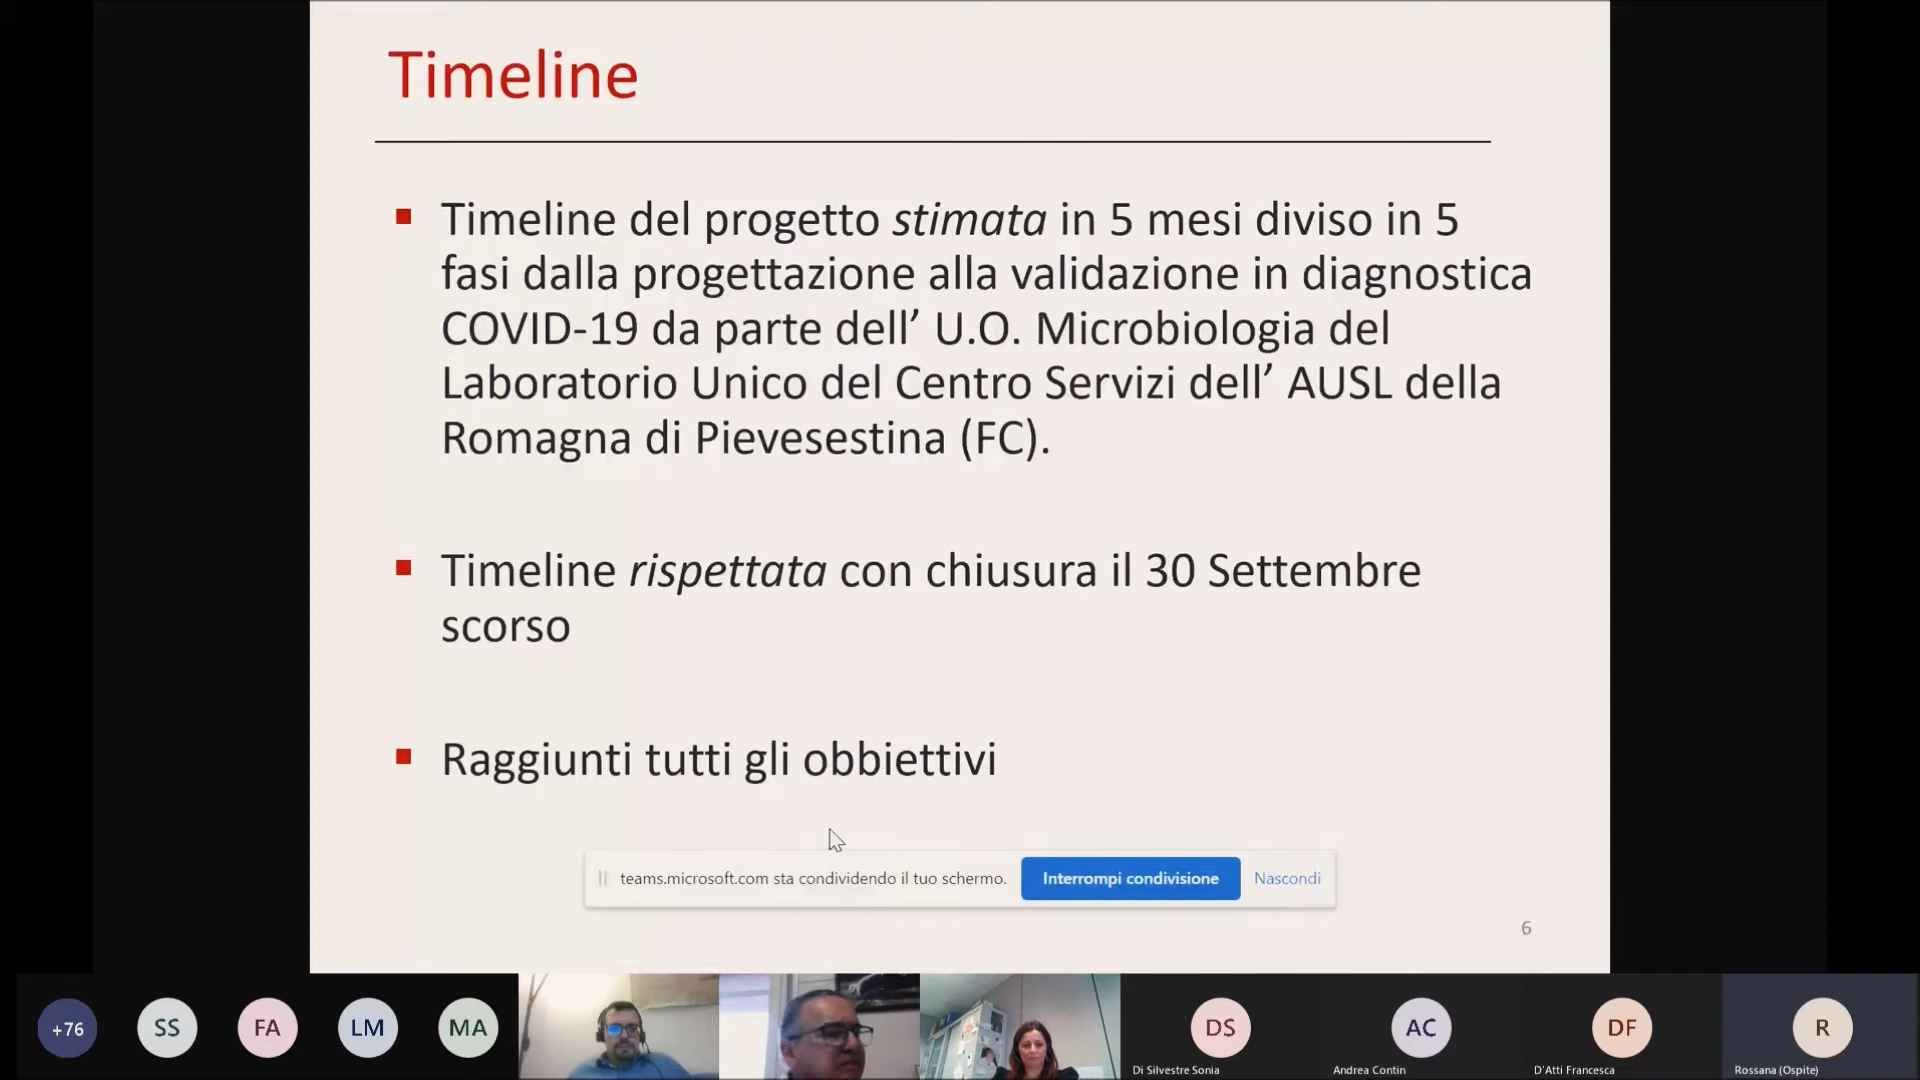 Timeline
Timeline del progetto stimata in 5 mesi diviso in 5
fasi dalla progettazione alla validazione in diagnostica
COVID-19 da parte dell’ U.O. Microbiologia del
Laboratorio Unico del Centro Servizi dell’ AUSL della
Romagna di Pievesestina (FC).
Timeline rispettata con chiusura il 30 Settembre
scorso
Raggiunti tutti gli obbiettivi
teams.microsoft.com sta condividendo il tuo schermo. Interrompi condivisione Nascondi
6
+76 SS FA LM MA DS AC DF R
Di Silvestre Sonia Andrea Contin D'Atti Francesca Rossana (Ospite)